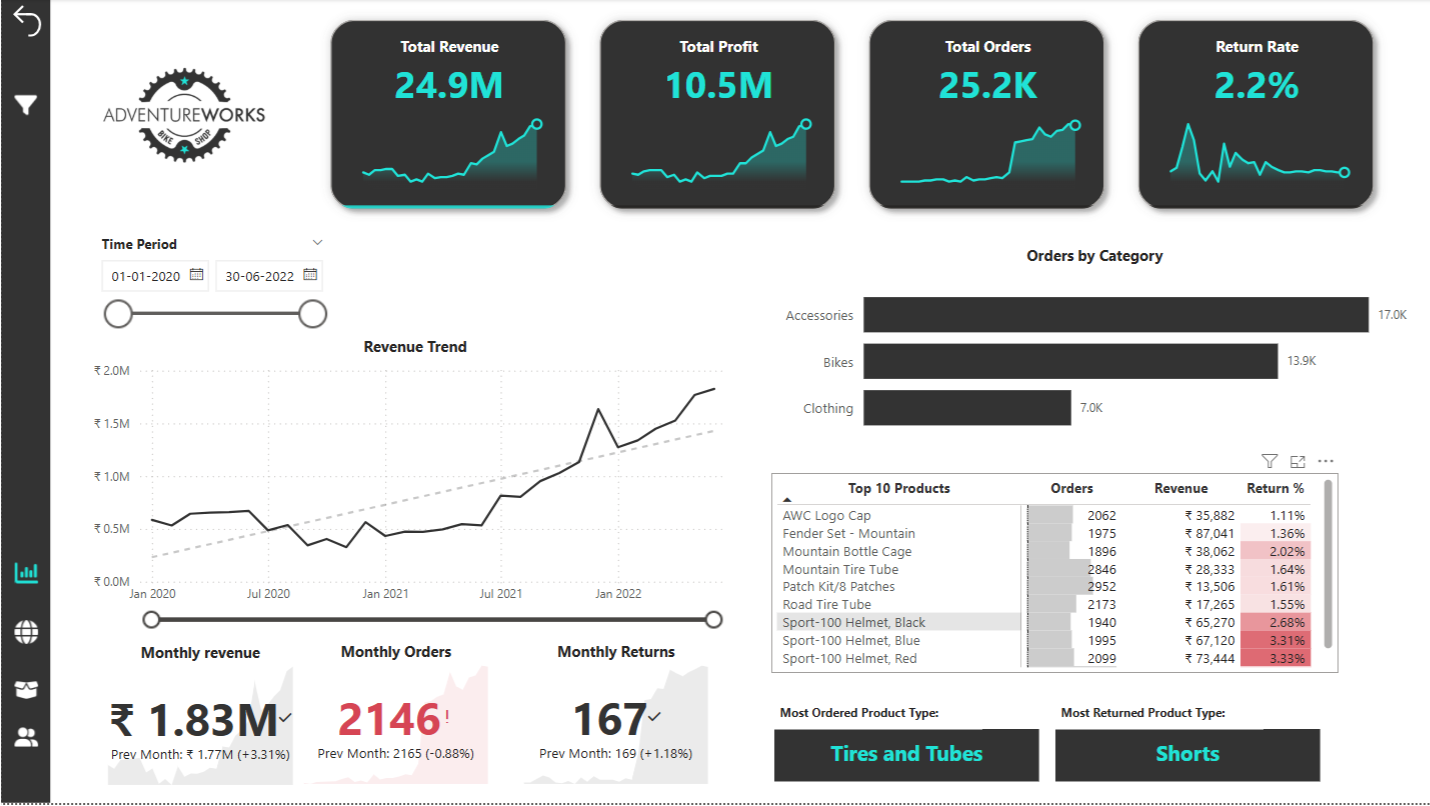 Total Revenue
24.9M
Total Profit
10.5M
Total Orders
25.2K
Return Rate
2.2%
ADVENTUREWORKS
BIKE SHOP
Time Period
01-01-2020 30-06-2022
Revenue Trend
₹ 2.0M
₹ 1.5M
₹ 1.0M
₹ 0.5M
₹ 0.0M
Jan 2020 Jul 2020 Jan 2021 Jul 2021 Jan 2022
Orders by Category
Accessories 17.0K
Bikes 13.9K
Clothing 7.0K
Top 10 Products Orders Revenue Return %
AWC Logo Cap 2062 ₹ 35,882 1.11%
Fender Set - Mountain 1975 ₹ 87,041 1.36%
Mountain Bottle Cage 1896 ₹ 38,062 2.02%
Mountain Tire Tube 2846 ₹ 28,333 1.64%
Patch Kit/8 Patches 2952 ₹ 13,506 1.61%
Road Tire Tube 2173 ₹ 17,265 1.55%
Sport-100 Helmet, Black 1940 ₹ 65,270 2.68%
Sport-100 Helmet, Blue 1995 ₹ 67,120 3.31%
Sport-100 Helmet, Red 2099 ₹ 73,444 3.33%
Monthly revenue
₹ 1.83M
Prev Month: ₹ 1.77M (+3.31%)
Monthly Orders
2146!
Prev Month: 2165 (-0.88%)
Monthly Returns
167
Prev Month: 169 (+1.18%)
Most Ordered Product Type:
Tires and Tubes
Most Returned Product Type:
Shorts